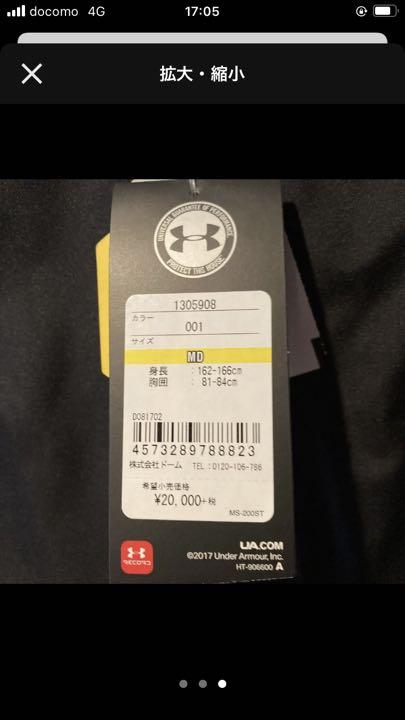 docomo 4G
17:05
拡大・縮小
UNIVERSAL GUARANTEE OF PERFORMANCE
PROTECT THIS HOUSE
1305908
カラー
001
サイズ
MD
身長 : 162-166cm
胸囲 : 81-84cm
D081702
4573289788823
株式会社ドーム TEL:0120-106-786
希望小売価格
¥20,000+税
MS-200ST
UA.COM
©2017 Under Armour, Inc.
HT-906600 A
RECORD